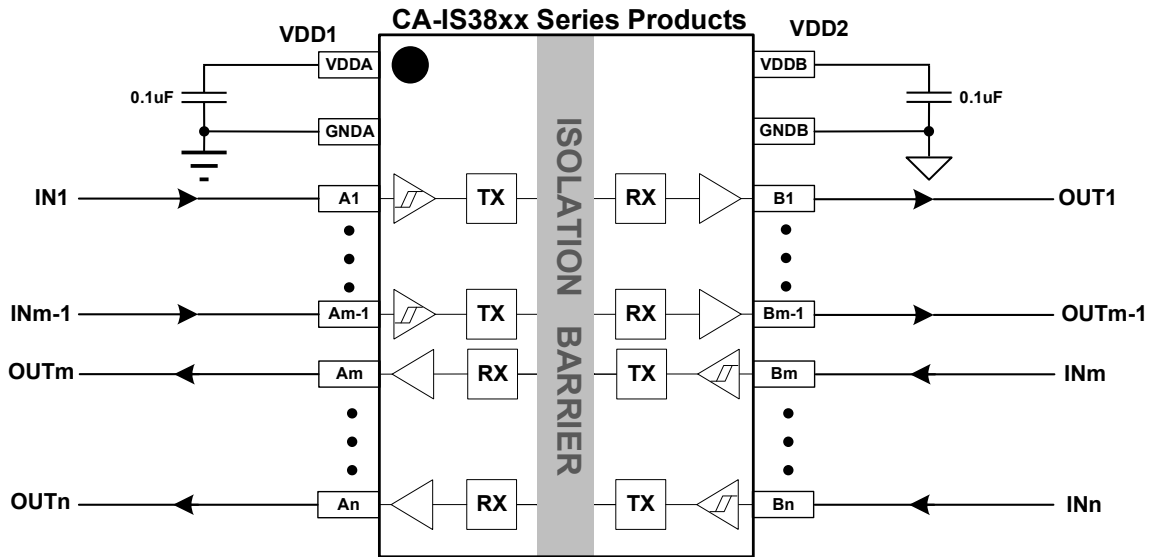 CA-IS38xx Series Products
VDD1
VDD2
VDDA
VDDB
0.1uF
0.1uF
GNDA
GNDB
ISOLATION BARRIER
IN1
A1
TX
RX
B1
OUT1
INm-1
Am-1
TX
RX
Bm-1
OUTm-1
OUTm
Am
RX
TX
Bm
INm
OUTn
An
RX
TX
Bn
INn